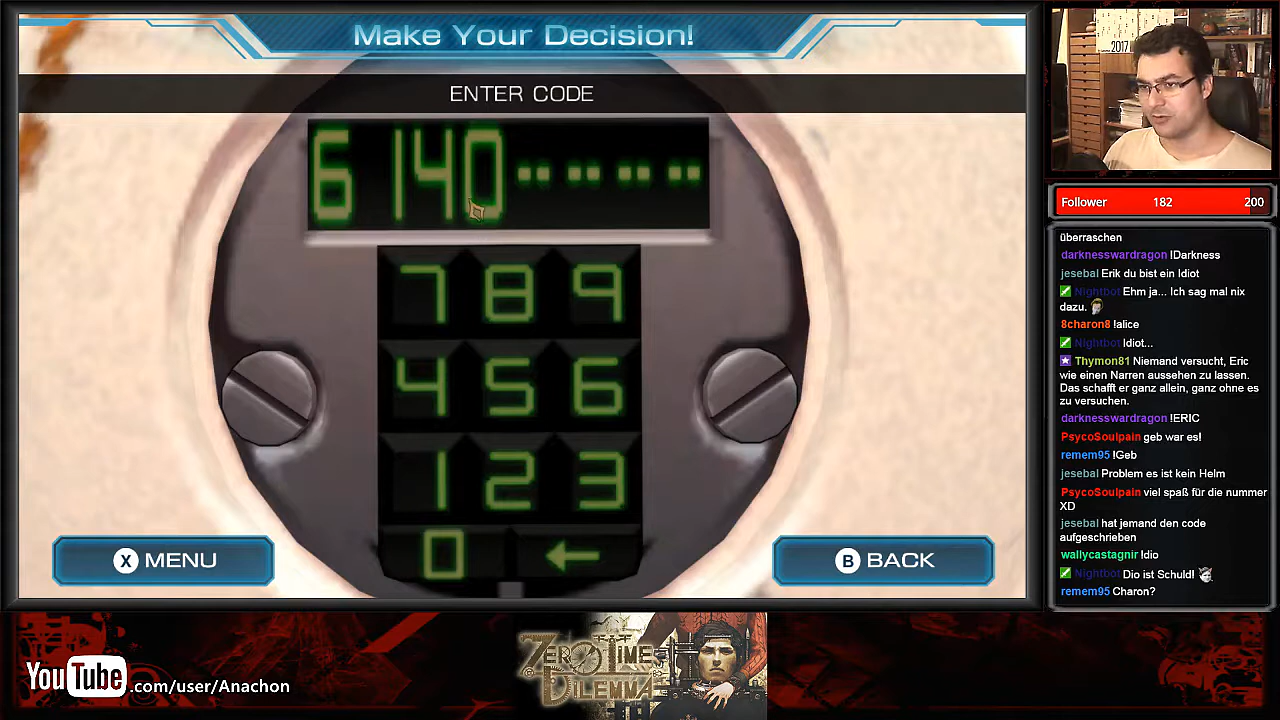 Make Your Decision!
ENTER CODE
6140
7 8 9
4 5 6
1 2 3
0 ←
X MENU
B BACK
2017
Follower 182 200
überraschen
darknesswardragon !Darkness
jesebal Erik du bist ein Idiot
Nightbot Ehm ja... Ich sag mal nix
dazu.
8charon8 !alice
Nightbot Idiot...
Thymon81 Niemand versucht, Eric
wie einen Narren aussehen zu lassen.
Das schafft er ganz allein, ganz ohne es
zu versuchen.
darknesswardragon !ERIC
PsycoSoulpain geb war es!
remem95 !Geb
jesebal Problem es ist kein Helm
PsycoSoulpain viel spaß für die nummer
XD
jesebal hat jemand den code
aufgeschrieben
wallycastagnir !dio
Nightbot Dio ist Schuld!
remem95 Charon?
YouTube.com/user/Anachon
ZERO TIME
DILEMMA